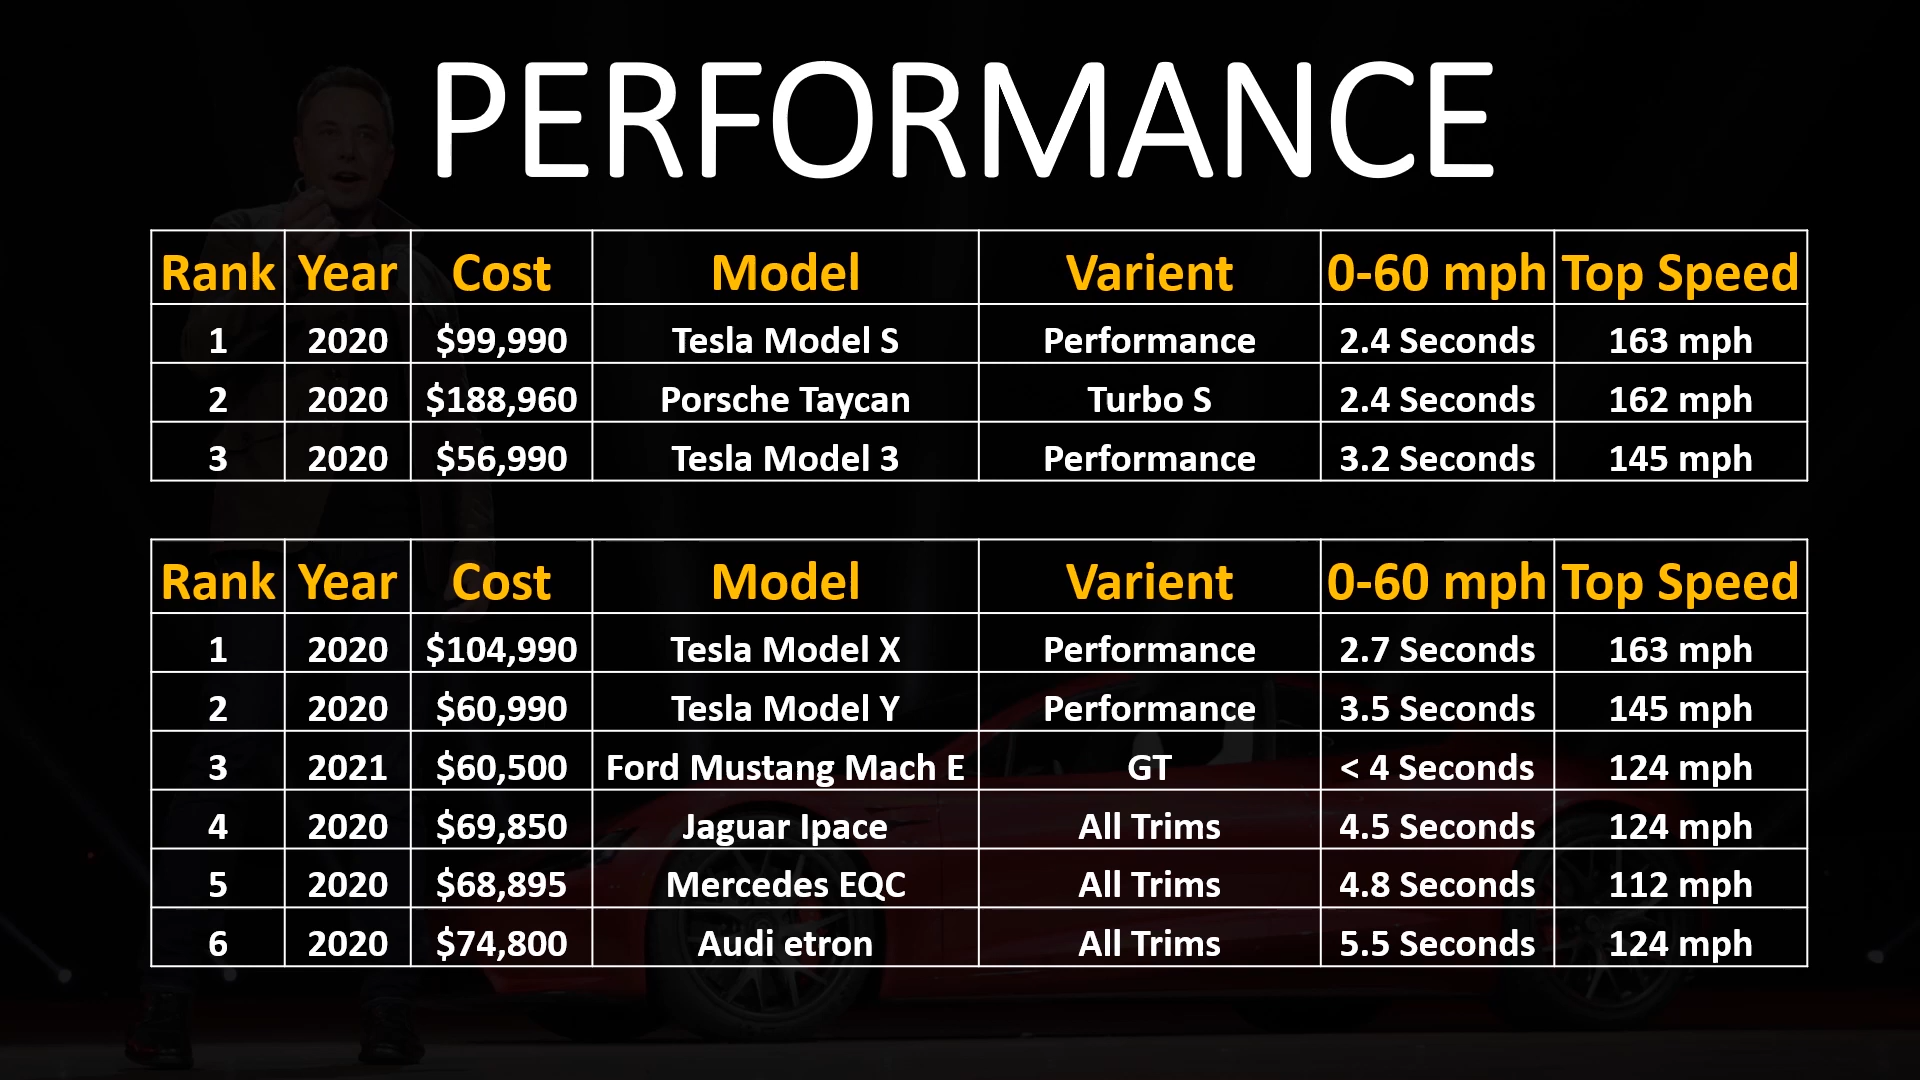 PERFORMANCE
Rank Year Cost Model Varient 0-60 mph Top Speed
1 2020 $99,990 Tesla Model S Performance 2.4 Seconds 163 mph
2 2020 $188,960 Porsche Taycan Turbo S 2.4 Seconds 162 mph
3 2020 $56,990 Tesla Model 3 Performance 3.2 Seconds 145 mph
Rank Year Cost Model Varient 0-60 mph Top Speed
1 2020 $104,990 Tesla Model X Performance 2.7 Seconds 163 mph
2 2020 $60,990 Tesla Model Y Performance 3.5 Seconds 145 mph
3 2021 $60,500 Ford Mustang Mach E GT < 4 Seconds 124 mph
4 2020 $69,850 Jaguar Ipace All Trims 4.5 Seconds 124 mph
5 2020 $68,895 Mercedes EQC All Trims 4.8 Seconds 112 mph
6 2020 $74,800 Audi etron All Trims 5.5 Seconds 124 mph